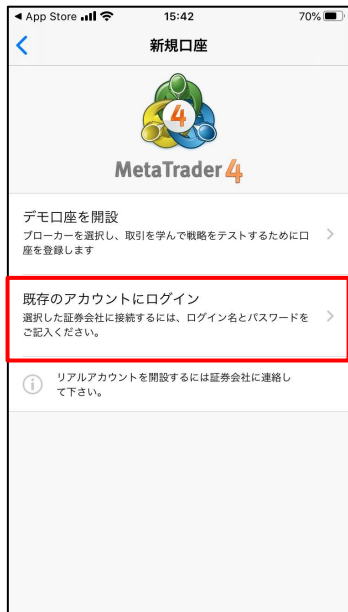 App Store 15:42 70%
新規口座
4
MetaTrader 4
デモ口座を開設
ブローカーを選択し、取引を学んで戦略をテストするために口
座を登録します
既存のアカウントにログイン
選択した証券会社に接続するには、ログイン名とパスワードを
ご記入ください。
リアルアカウントを開設するには証券会社に連絡し
て下さい。